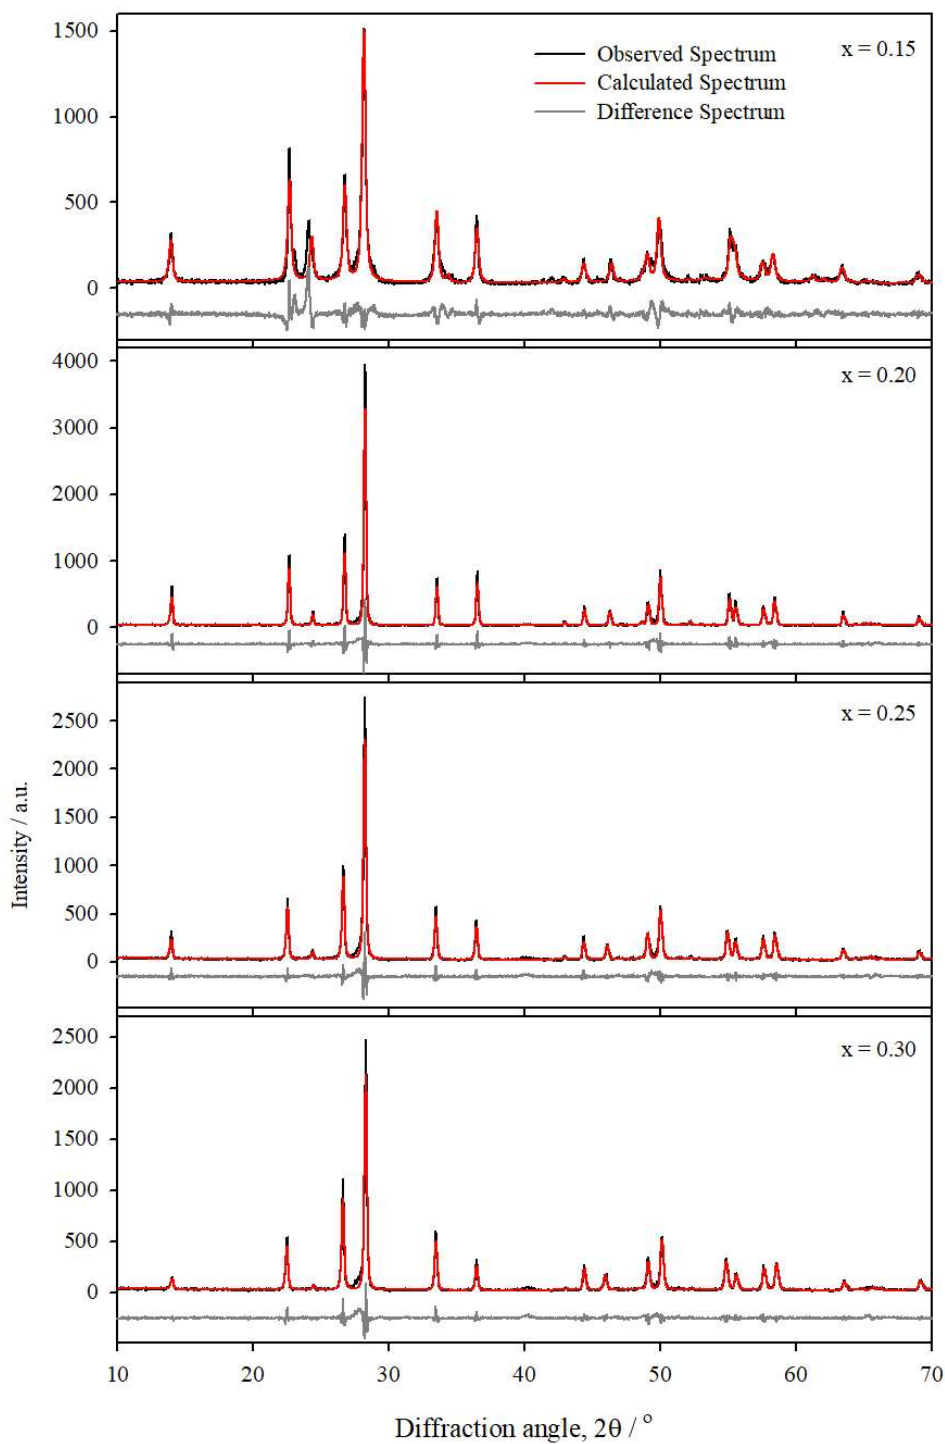 1500
1000
500
0
Observed Spectrum
Calculated Spectrum
Difference Spectrum
x = 0.15
4000
3000
2000
1000
0
x = 0.20
2500
2000
1500
1000
500
0
x = 0.25
2500
2000
1500
1000
500
0
x = 0.30
Intensity / a.u.
10 20 30 40 50 60 70
Diffraction angle, 2θ / °